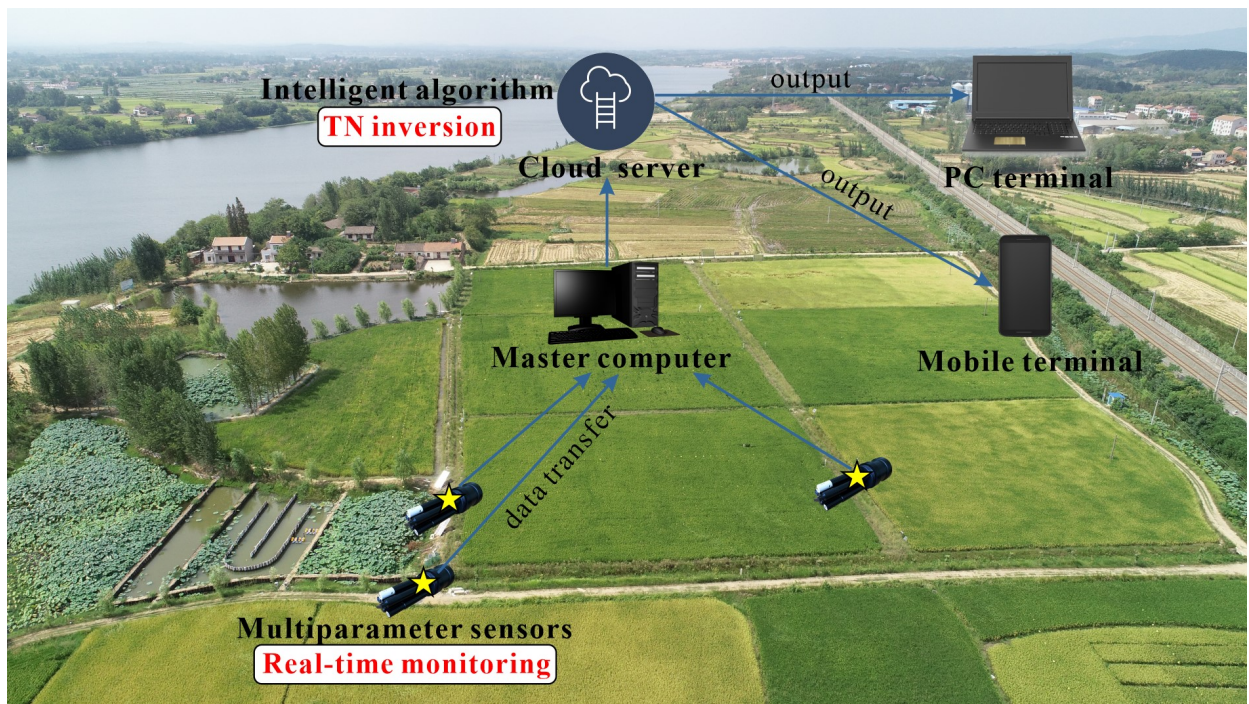 Intelligent algorithm
TN inversion
Cloud server
output
output
PC terminal
Master computer
Mobile terminal
data transfer
Multiparameter sensors
Real-time monitoring